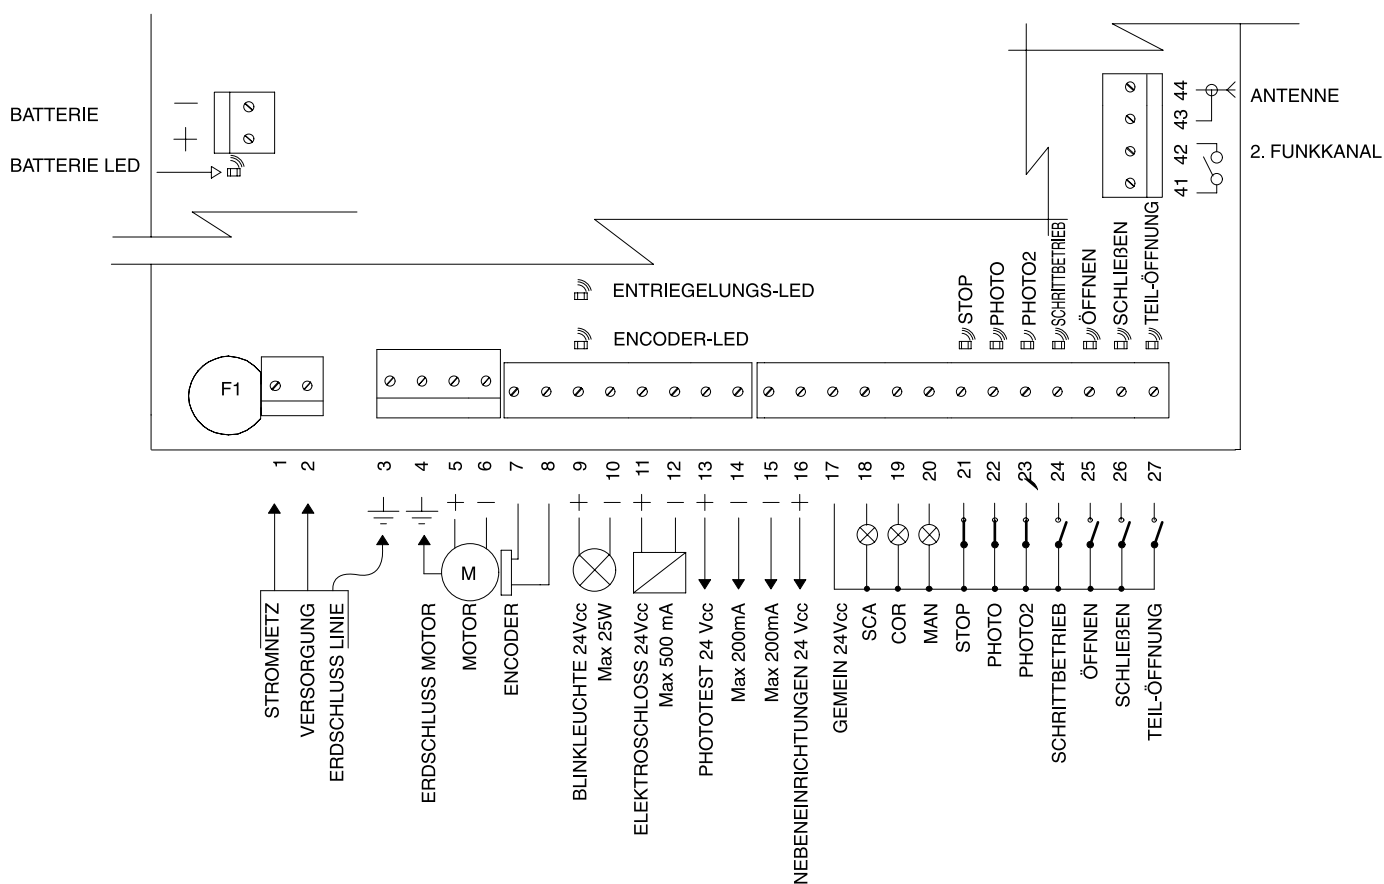 BATTERIE
−
+
BATTERIE LED
44
43
42
41
ANTENNE
2. FUNKKANAL
ENTRIEGELUNGS-LED
ENCODER-LED
STOP
PHOTO
PHOTO2
SCHRITTBETRIEB
ÖFFNEN
SCHLIEßEN
TEIL-ÖFFNUNG
F1
1 2 3 4 5 6 7 8 9 10 11 12 13 14 15 16 17 18 19 20 21 22 23 24 25 26 27
+ − + − + − + − − +
M
STROMNETZ
VERSORGUNG
ERDSCHLUSS LINIE
ERDSCHLUSS MOTOR
MOTOR
ENCODER
BLINKLEUCHTE 24Vcc
Max 25W
ELEKTROSCHLOSS 24Vcc
Max 500 mA
PHOTOTEST 24 Vcc
Max 200mA
Max 200mA
NEBENEINRICHTUNGEN 24 Vcc
GEMEIN 24Vcc
SCA
COR
MAN
STOP
PHOTO
PHOTO2
SCHRITTBETRIEB
ÖFFNEN
SCHLIEßEN
TEIL-ÖFFNUNG